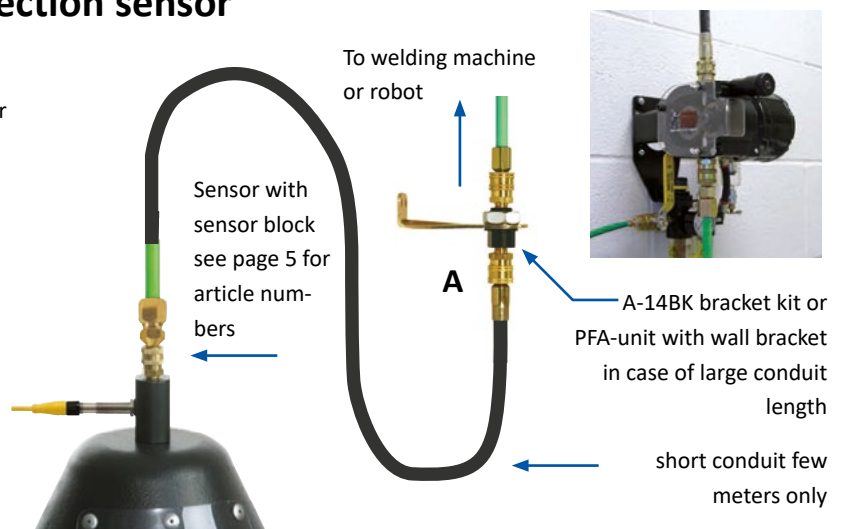 ection sensor
To welding machine
or robot
r
Sensor with
sensor block
see page 5 for
article num-
bers
A
A-14BK bracket kit or
PFA-unit with wall bracket
in case of large conduit
length
short conduit few
meters only